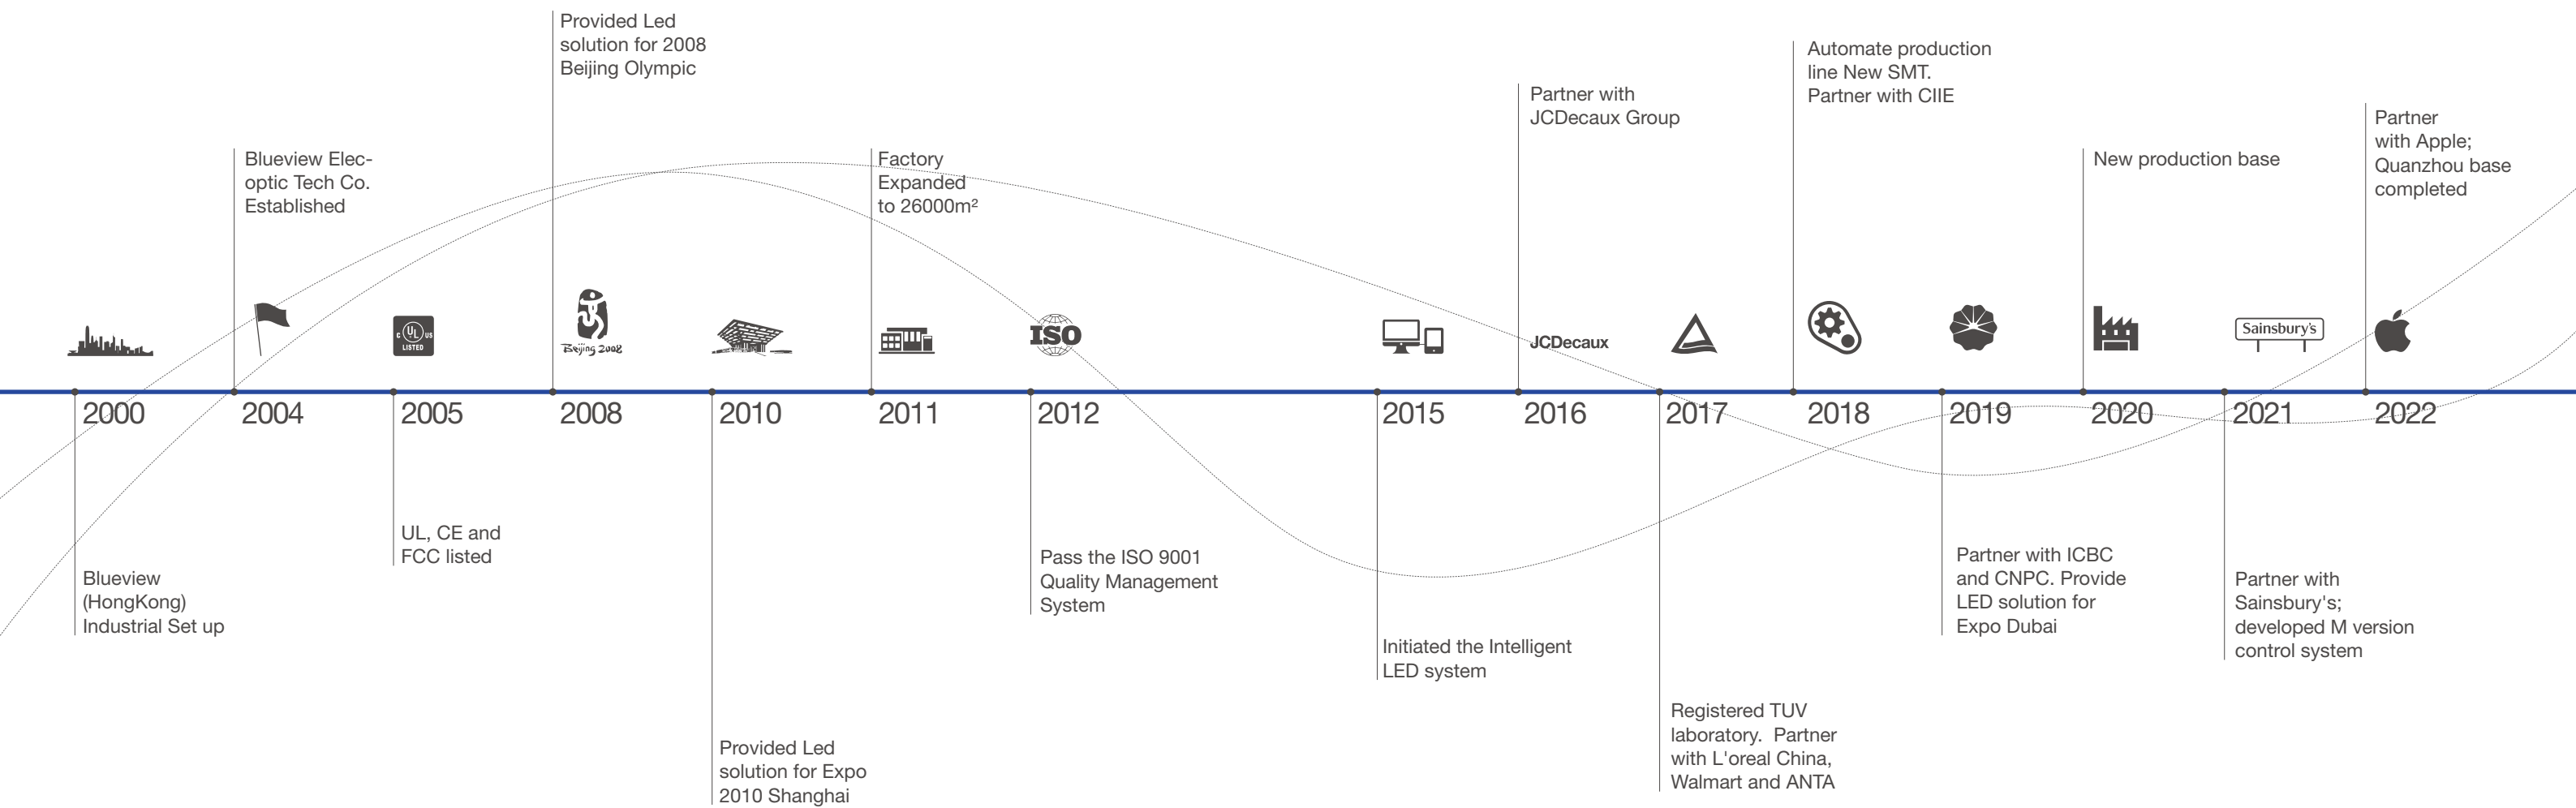 2000
Blueview
(HongKong)
Industrial Set up
Blueview Elec-
optic Tech Co.
Established
2004
C UL US
LISTED
2005
UL, CE and
FCC listed
Provided Led
solution for 2008
Beijing Olympic
Beijing 2008
2008
2010
Provided Led
solution for Expo
2010 Shanghai
Factory
Expanded
to 26000m²
2011
ISO
2012
Pass the ISO 9001
Quality Management
System
2015
Initiated the Intelligent
LED system
Partner with
JCDecaux Group
JCDecaux
2016
2017
Registered TUV
laboratory. Partner
with L'oreal China,
Walmart and ANTA
Automate production
line New SMT.
Partner with CIIE
2018
2019
Partner with ICBC
and CNPC. Provide
LED solution for
Expo Dubai
New production base
2020
Sainsbury's
2021
Partner with
Sainsbury's;
developed M version
control system
Partner
with Apple;
Quanzhou base
completed
2022